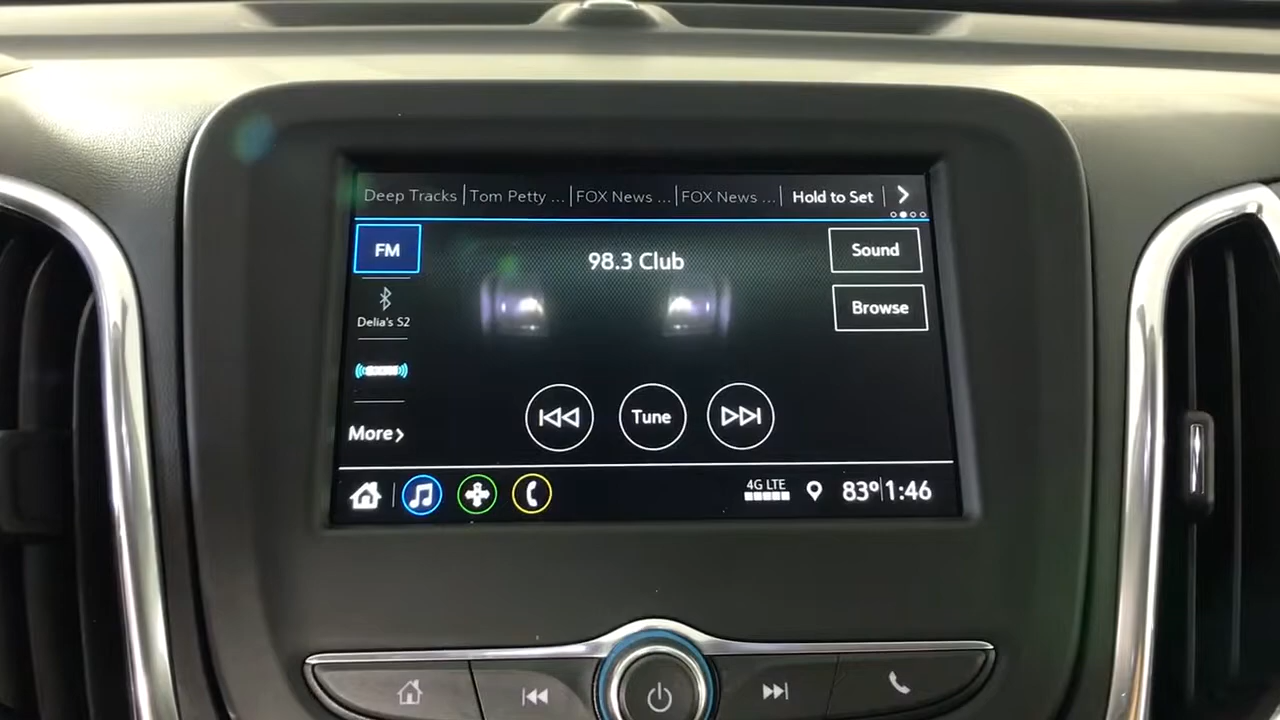 Deep Tracks Tom Petty ... FOX News ... FOX News ... Hold to Set
FM
98.3 Club
Sound
Delia's S2
Browse
Tune
More
4G LTE
83° 1:46